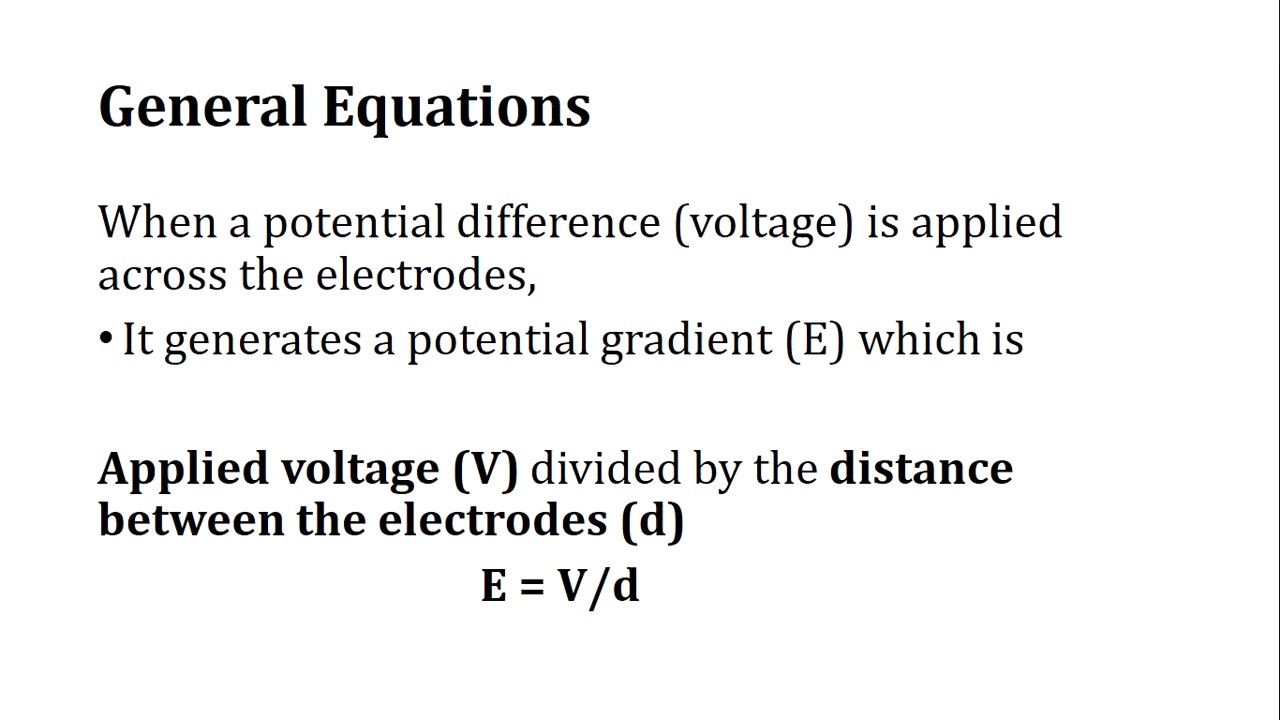 General Equations
When a potential difference (voltage) is applied
across the electrodes,
• It generates a potential gradient (E) which is
Applied voltage (V) divided by the distance
between the electrodes (d)
E = V/d